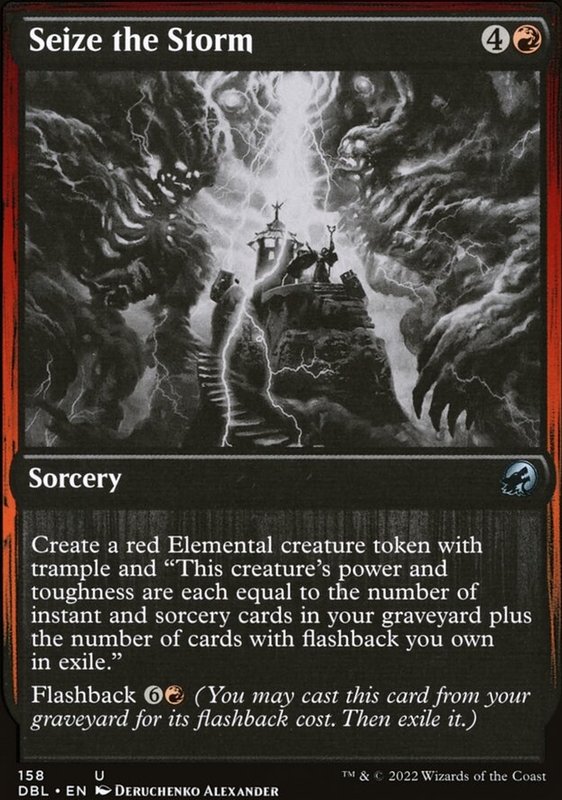 Seize the Storm 4
Sorcery
Create a red Elemental creature token with
trample and “This creature’s power and
toughness are each equal to the number of
instant and sorcery cards in your graveyard plus
the number of cards with flashback you own
in exile.”
Flashback 6 (You may cast this card from your
graveyard for its flashback cost. Then exile it.)
158 U
DBL • EN Deruchenko Alexander
™ & © 2022 Wizards of the Coast